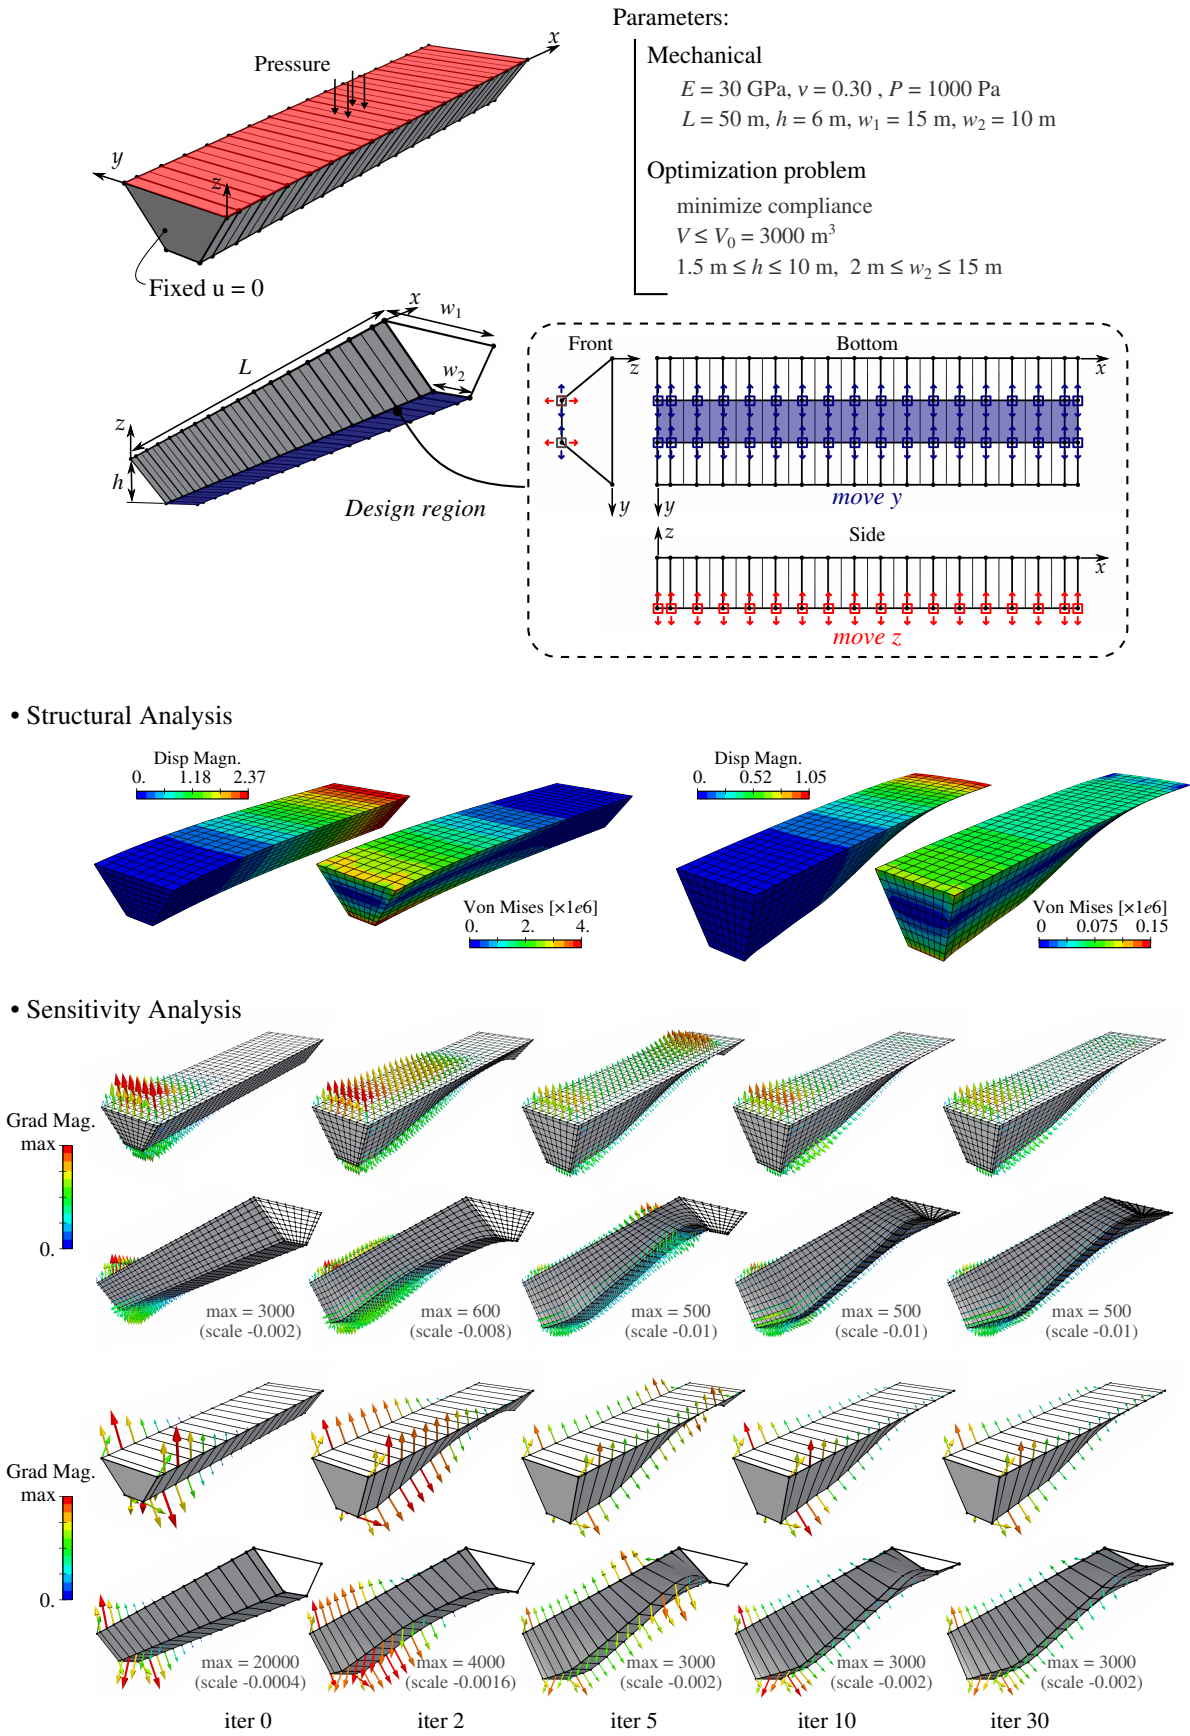 Parameters:
Mechanical
E = 30 GPa, ν = 0.30 , P = 1000 Pa
L = 50 m, h = 6 m, w₁ = 15 m, w₂ = 10 m
Optimization problem
minimize compliance
V ≤ V₀ = 3000 m³
1.5 m ≤ h ≤ 10 m, 2 m ≤ w₂ ≤ 15 m
Pressure
x
y
z
Fixed u = 0
x
w₁
L
w₂
z
h
Design region
Front
z
y
Bottom
x
y
move y
Side
z
x
move z
• Structural Analysis
Disp Magn.
0. 1.18 2.37
Von Mises [×1e6]
0. 2. 4.
Disp Magn.
0. 0.52 1.05
Von Mises [×1e6]
0 0.075 0.15
• Sensitivity Analysis
Grad Mag.
max
0.
max = 3000
(scale -0.002)
max = 600
(scale -0.008)
max = 500
(scale -0.01)
max = 500
(scale -0.01)
max = 500
(scale -0.01)
Grad Mag.
max
0.
max = 20000
(scale -0.0004)
max = 4000
(scale -0.0016)
max = 3000
(scale -0.002)
max = 3000
(scale -0.002)
max = 3000
(scale -0.002)
iter 0 iter 2 iter 5 iter 10 iter 30